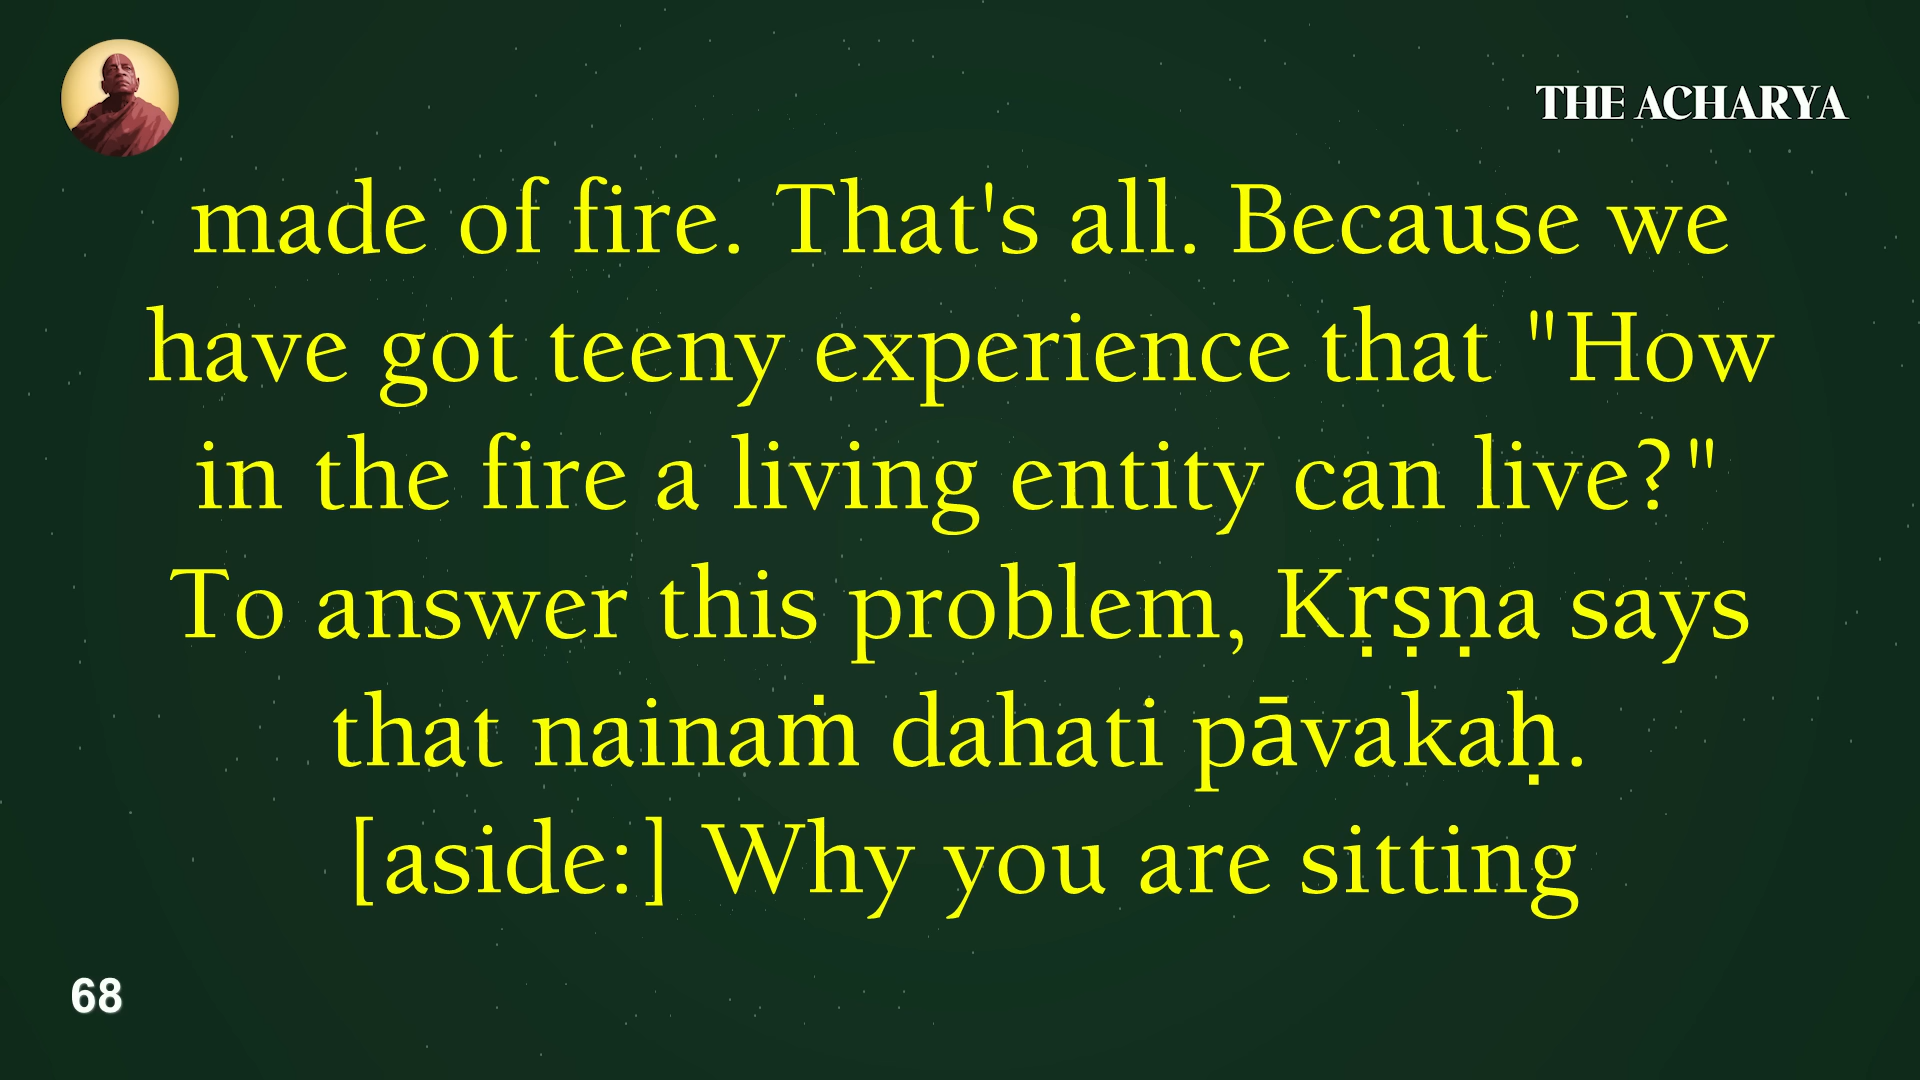 THE ACHARYA
made of fire. That's all. Because we
have got teeny experience that "How
in the fire a living entity can live?"
To answer this problem, Kṛṣṇa says
that nainaṁ dahati pāvakaḥ.
[aside:] Why you are sitting
68